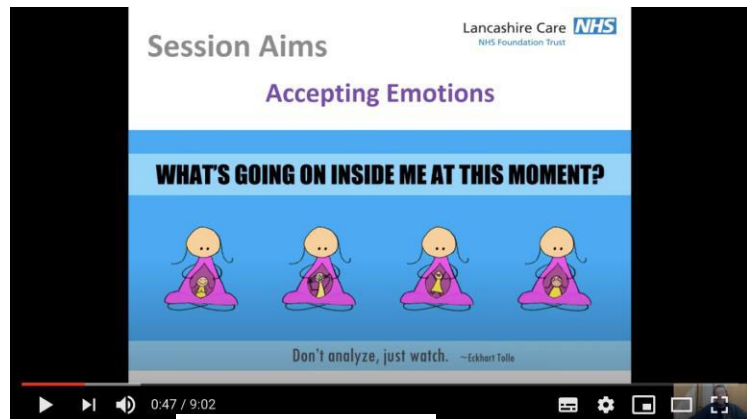 Lancashire Care NHS
NHS Foundation Trust
Session Aims
Accepting Emotions
WHAT'S GOING ON INSIDE ME AT THIS MOMENT?
Don't analyze, just watch. ~Eckhart Tolle
0:47 / 9:02